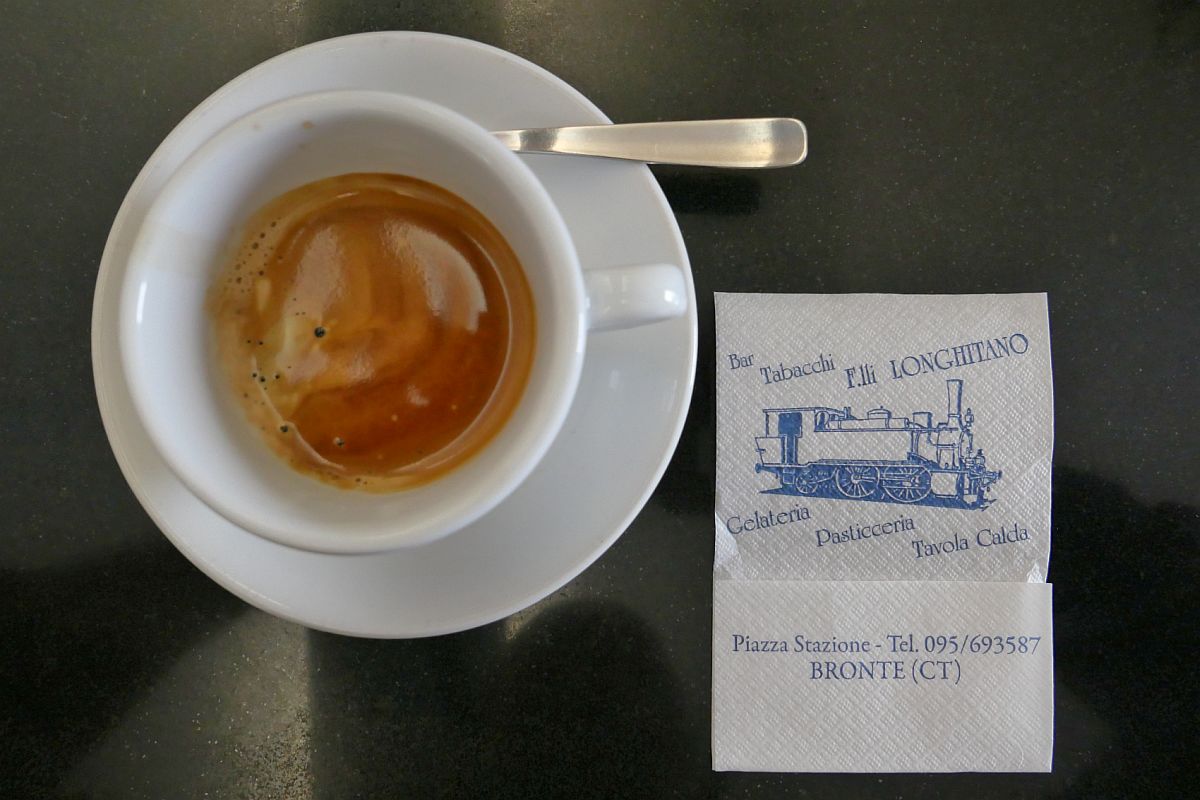 Bar Tabacchi F.lli LONGHITANO
Gelateria Pasticceria Tavola Calda
Piazza Stazione - Tel. 095/693587
BRONTE (CT)